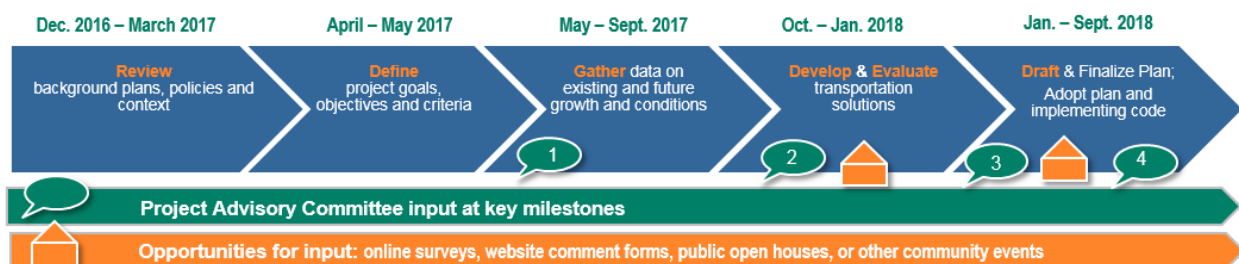 Dec. 2016 – March 2017
April – May 2017
May – Sept. 2017
Oct. – Jan. 2018
Jan. – Sept. 2018
Review
background plans, policies and
context
Define
project goals,
objectives and criteria
Gather data on
existing and future
growth and conditions
Develop & Evaluate
transportation
solutions
Draft & Finalize Plan;
Adopt plan and
implementing code
1
2
3
4
Project Advisory Committee input at key milestones
Opportunities for input: online surveys, website comment forms, public open houses, or other community events